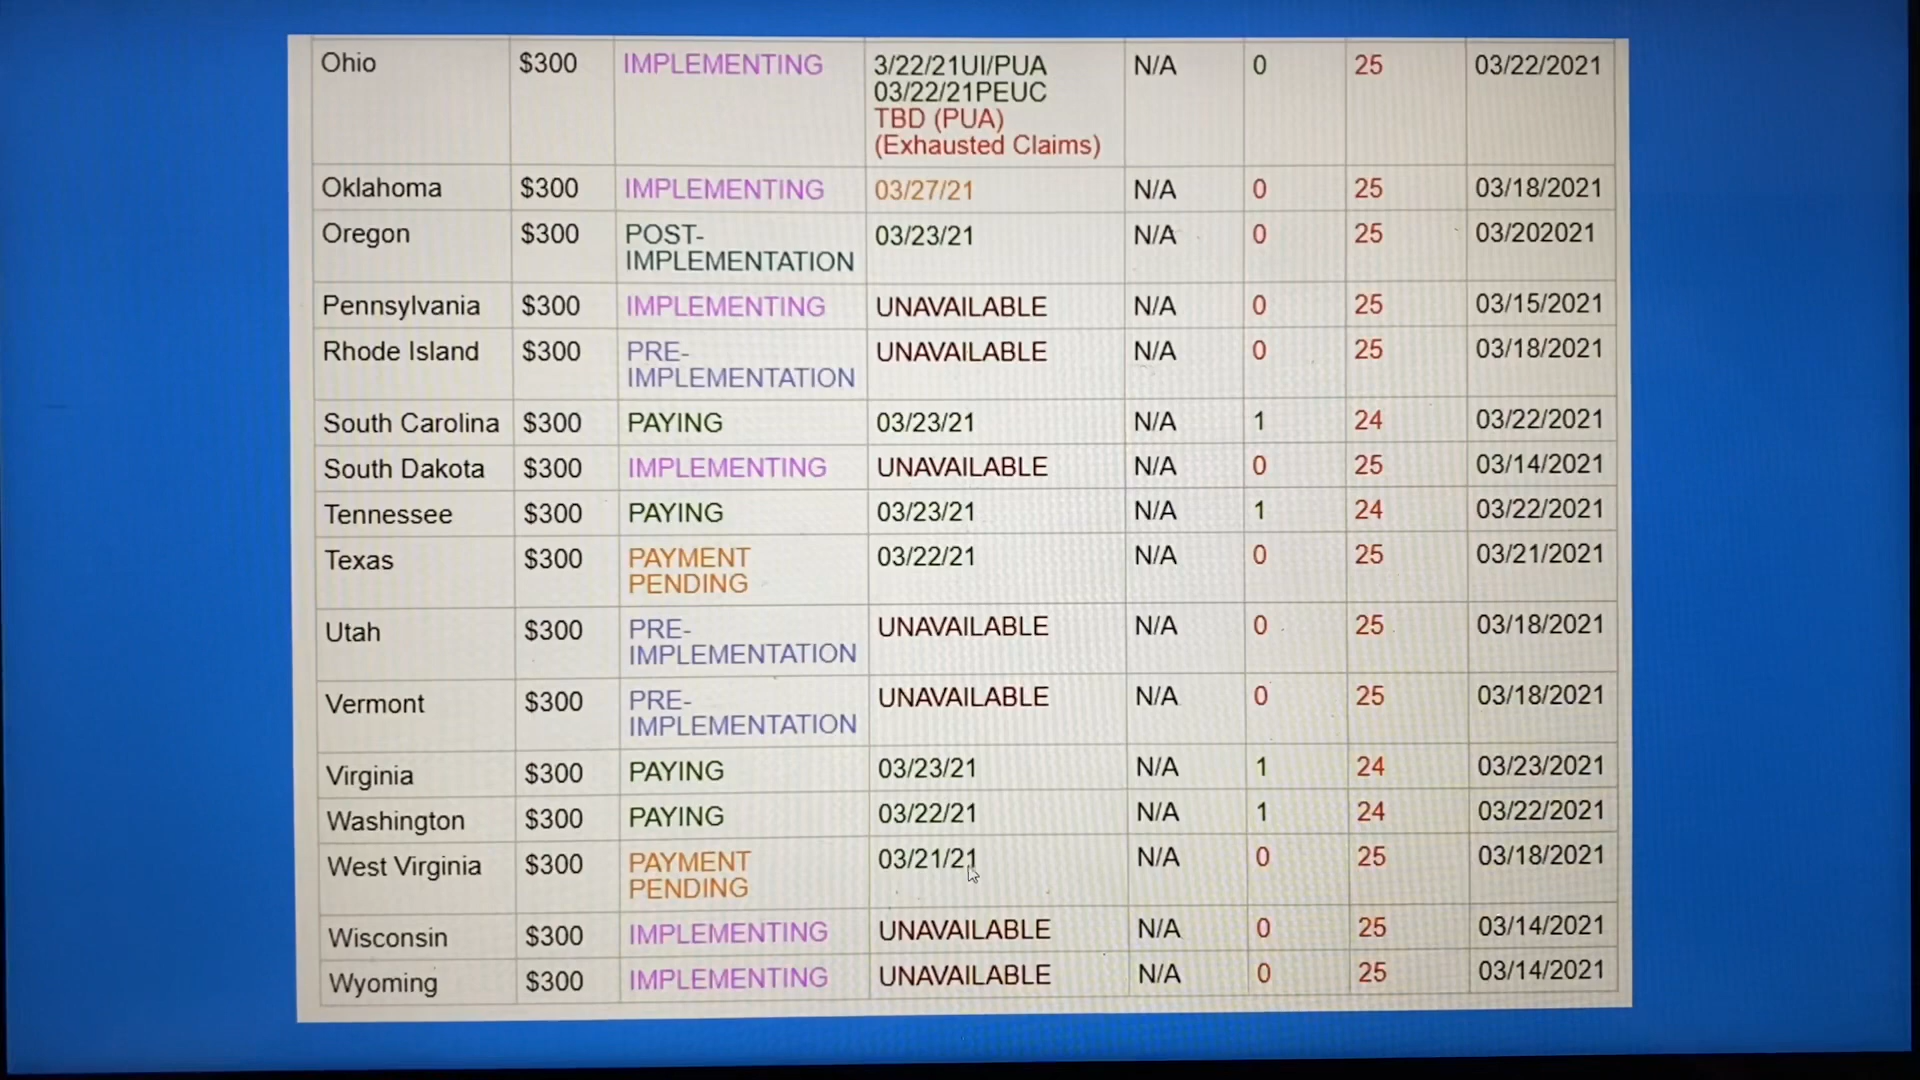 Ohio $300 IMPLEMENTING 3/22/21UI/PUA N/A 0 25 03/22/2021
03/22/21PEUC
TBD (PUA)
(Exhausted Claims)
Oklahoma $300 IMPLEMENTING 03/27/21 N/A 0 25 03/18/2021
Oregon $300 POST- 03/23/21 N/A 0 25 03/202021
IMPLEMENTATION
Pennsylvania $300 IMPLEMENTING UNAVAILABLE N/A 0 25 03/15/2021
Rhode Island $300 PRE- UNAVAILABLE N/A 0 25 03/18/2021
IMPLEMENTATION
South Carolina $300 PAYING 03/23/21 N/A 1 24 03/22/2021
South Dakota $300 IMPLEMENTING UNAVAILABLE N/A 0 25 03/14/2021
Tennessee $300 PAYING 03/23/21 N/A 1 24 03/22/2021
Texas $300 PAYMENT 03/22/21 N/A 0 25 03/21/2021
PENDING
Utah $300 PRE- UNAVAILABLE N/A 0 25 03/18/2021
IMPLEMENTATION
Vermont $300 PRE- UNAVAILABLE N/A 0 25 03/18/2021
IMPLEMENTATION
Virginia $300 PAYING 03/23/21 N/A 1 24 03/23/2021
Washington $300 PAYING 03/22/21 N/A 1 24 03/22/2021
West Virginia $300 PAYMENT 03/21/21 N/A 0 25 03/18/2021
PENDING
Wisconsin $300 IMPLEMENTING UNAVAILABLE N/A 0 25 03/14/2021
Wyoming $300 IMPLEMENTING UNAVAILABLE N/A 0 25 03/14/2021